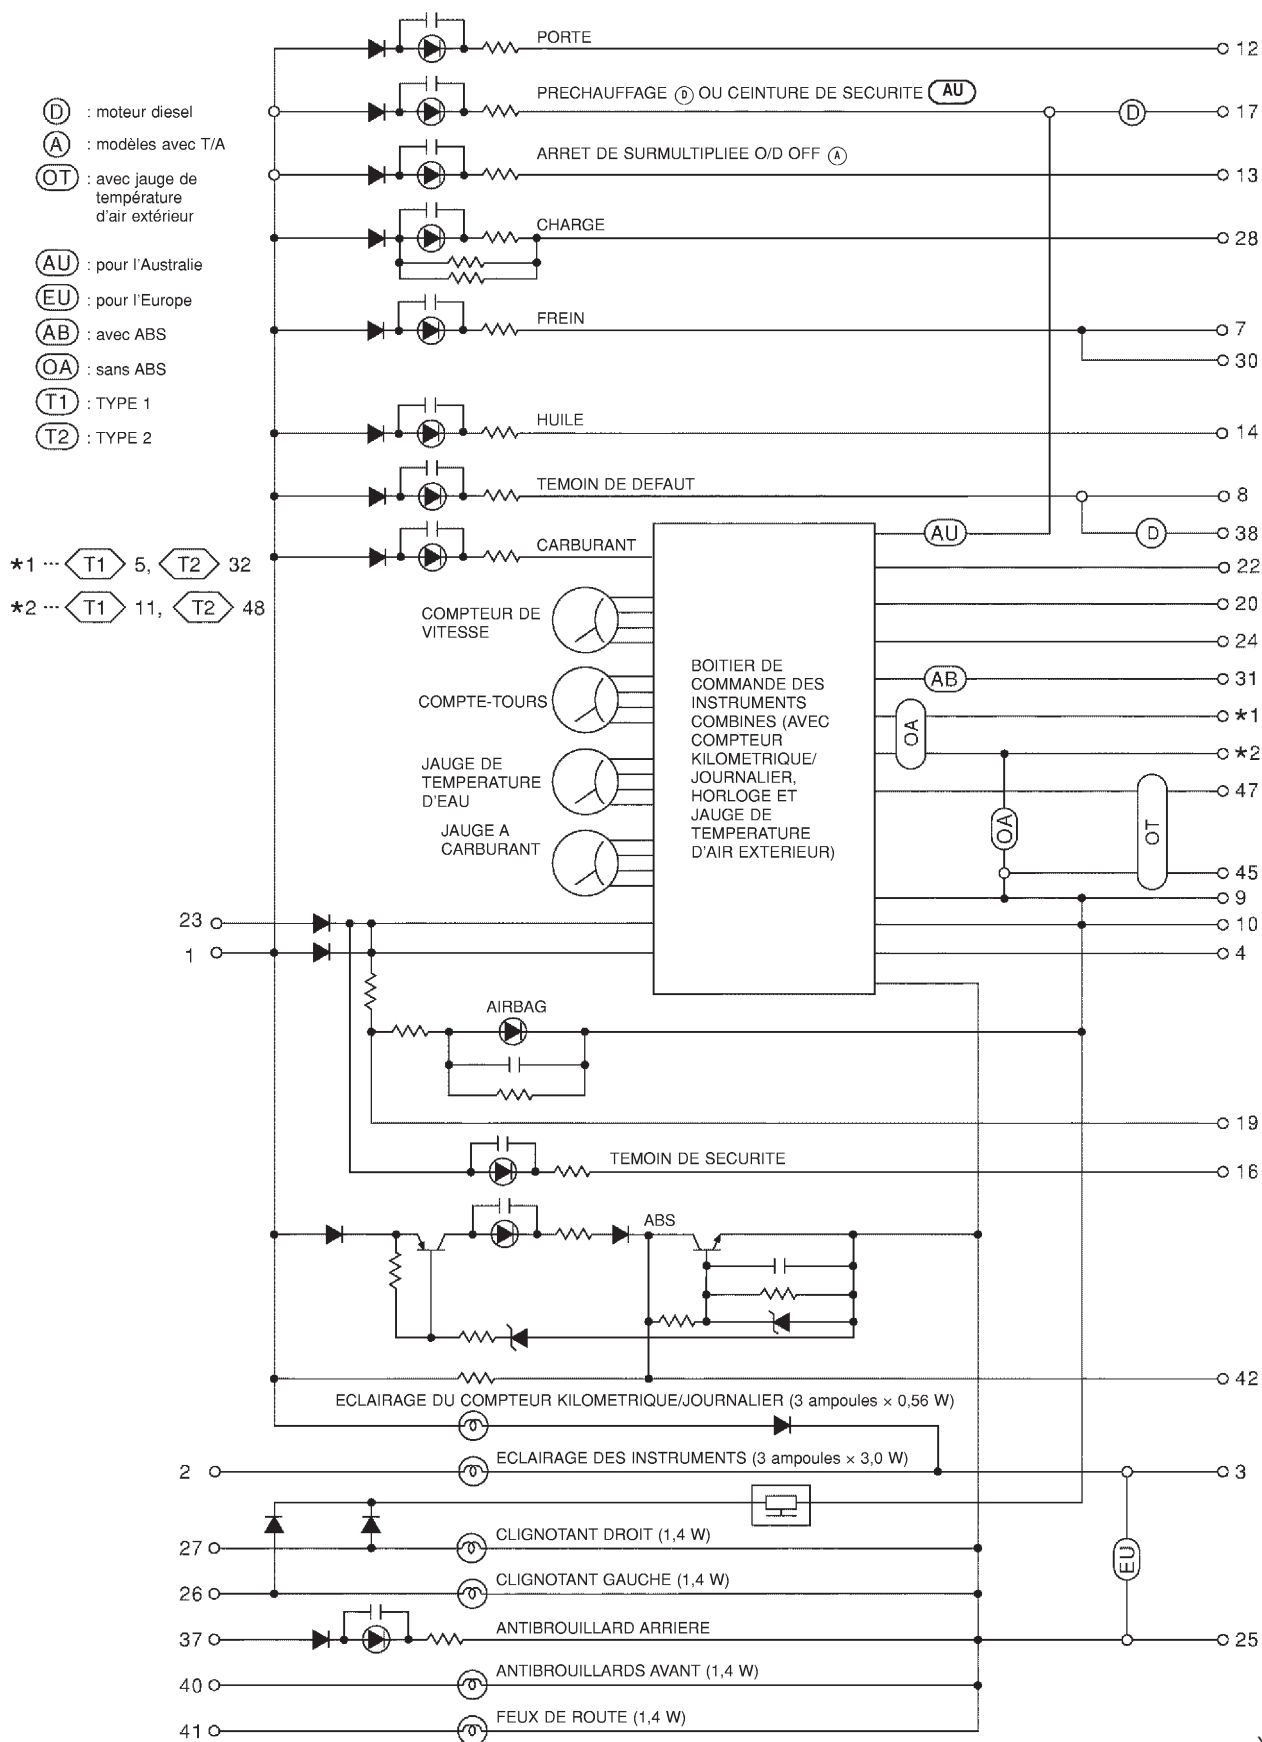 PORTE
12
D : moteur diesel
PRECHAUFFAGE D OU CEINTURE DE SECURITE AU
D
17
A : modèles avec T/A
ARRET DE SURMULTIPLIEE O/D OFF A
13
OT : avec jauge de
température
d'air extérieur
CHARGE
28
AU : pour l'Australie
EU : pour l'Europe
FREIN
7
AB : avec ABS
30
OA : sans ABS
T1 : TYPE 1
HUILE
14
T2 : TYPE 2
TEMOIN DE DEFAUT
8
AU
D
38
CARBURANT
*1 ··· T1 5, T2 32
22
*2 ··· T1 11, T2 48
20
COMPTEUR DE
VITESSE
24
BOITIER DE
COMMANDE DES
INSTRUMENTS
COMBINES (AVEC
COMPTEUR
KILOMETRIQUE/
JOURNALIER,
HORLOGE ET
JAUGE DE
TEMPERATURE
D'AIR EXTERIEUR)
AB
31
COMPTE-TOURS
OA
*1
*2
JAUGE DE
TEMPERATURE
D'EAU
47
JAUGE A
CARBURANT
OA
OT
45
9
23
10
1
4
AIRBAG
19
TEMOIN DE SECURITE
16
ABS
42
ECLAIRAGE DU COMPTEUR KILOMETRIQUE/JOURNALIER (3 ampoules × 0,56 W)
2
ECLAIRAGE DES INSTRUMENTS (3 ampoules × 3,0 W)
3
27
CLIGNOTANT DROIT (1,4 W)
EU
26
CLIGNOTANT GAUCHE (1,4 W)
37
ANTIBROUILLARD ARRIERE
25
40
ANTIBROUILLARDS AVANT (1,4 W)
41
FEUX DE ROUTE (1,4 W)